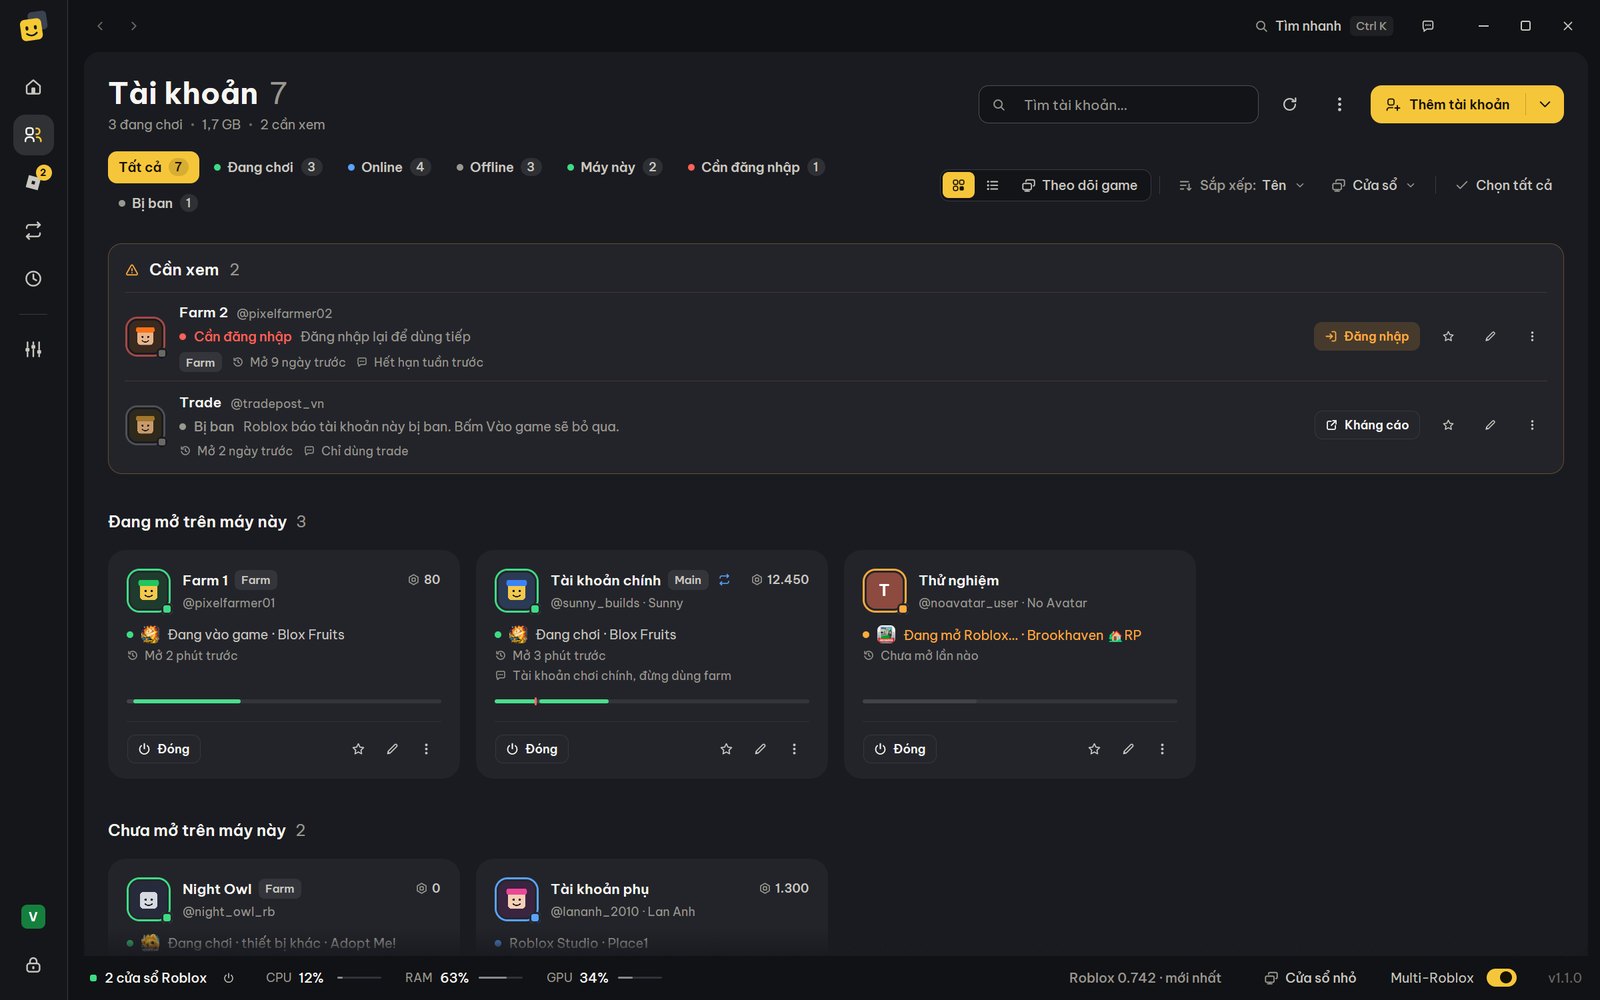 Tìm nhanh Ctrl K
Tài khoản 7
3 đang chơi · 1,7 GB · 2 cần xem
Tìm tài khoản...
Thêm tài khoản
Tất cả 7 Đang chơi 3 Online 4 Offline 3 Máy này 2 Cần đăng nhập 1
Bị ban 1
Theo dõi game Sắp xếp: Tên Cửa sổ Chọn tất cả
2
Cần xem 2
Farm 2 @pixelfarmer02
Cần đăng nhập Đăng nhập lại để dùng tiếp
Farm Mở 9 ngày trước Hết hạn tuần trước
Đăng nhập
Trade @tradepost_vn
Bị ban Roblox báo tài khoản này bị ban. Bấm Vào game sẽ bỏ qua.
Mở 2 ngày trước Chỉ dùng trade
Kháng cáo
Đang mở trên máy này 3
Farm 1 Farm 80
@pixelfarmer01
Đang vào game · Blox Fruits
Mở 2 phút trước
Đóng
Tài khoản chính Main 12.450
@sunny_builds · Sunny
Đang chơi · Blox Fruits
Mở 3 phút trước
Tài khoản chơi chính, đừng dùng farm
Đóng
T
Thử nghiệm
@noavatar_user · No Avatar
Đang mở Roblox... · Brookhaven 🏠RP
Chưa mở lần nào
Đóng
Chưa mở trên máy này 2
Night Owl Farm 0
@night_owl_rb
Đang chơi · thiết bị khác · Adopt Me!
Tài khoản phụ 1.300
@lananh_2010 · Lan Anh
Roblox Studio · Place1
V
2 cửa sổ Roblox CPU 12% RAM 63% GPU 34%
Roblox 0.742 · mới nhất Cửa sổ nhỏ Multi-Roblox v1.1.0